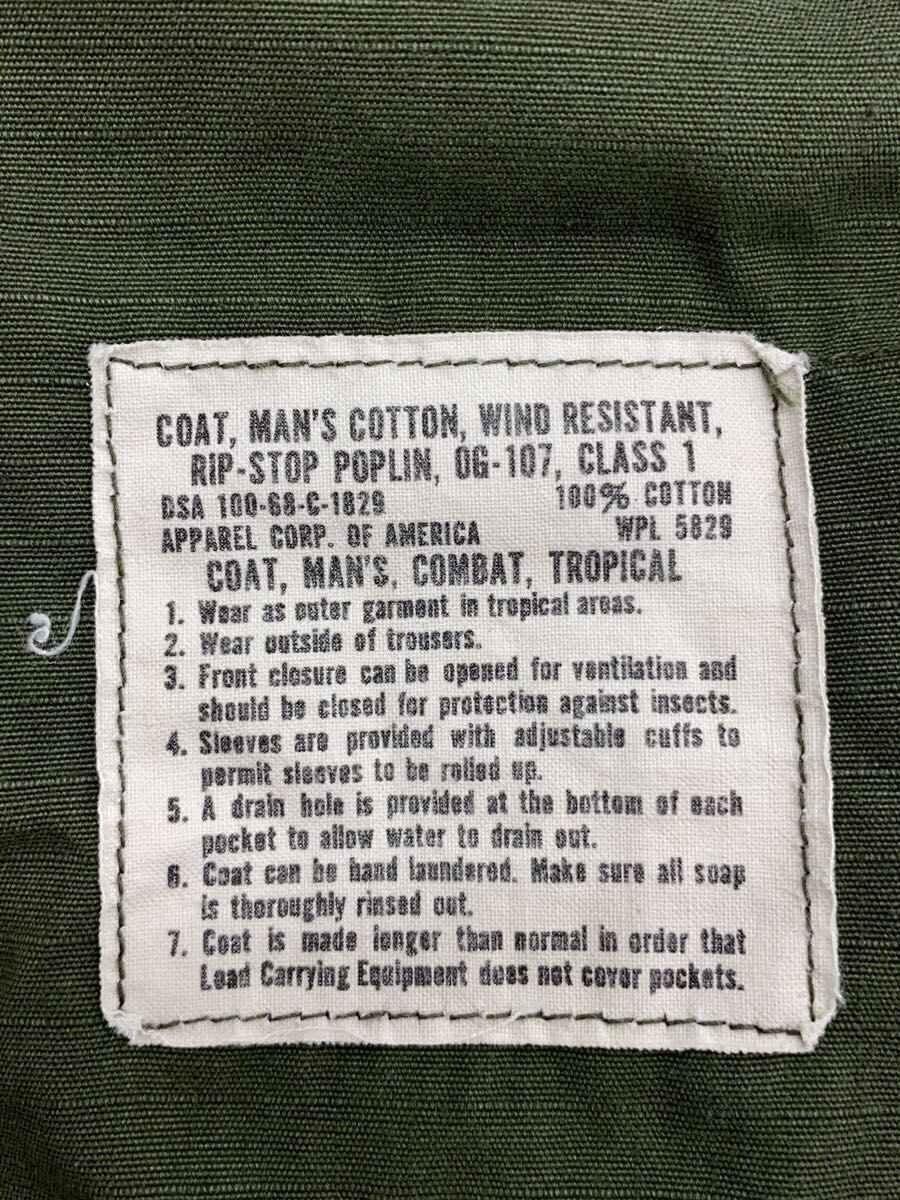 COAT, MAN'S COTTON, WIND RESISTANT,
RIP-STOP POPLIN, OG-107, CLASS 1
DSA 100-68-C-1829 100% COTTON
APPAREL CORP. OF AMERICA WPL 5829
COAT, MAN'S, COMBAT, TROPICAL
1. Wear as outer garment in tropical areas.
2. Wear outside of trousers.
3. Front closure can be opened for ventilation and
should be closed for protection against insects.
4. Sleeves are provided with adjustable cuffs to
permit sleeves to be rolled up.
5. A drain hole is provided at the bottom of each
pocket to allow water to drain out.
6. Coat can be hand laundered. Make sure all soap
is thoroughly rinsed out.
7. Coat is made longer than normal in order that
Load Carrying Equipment does not cover pockets.